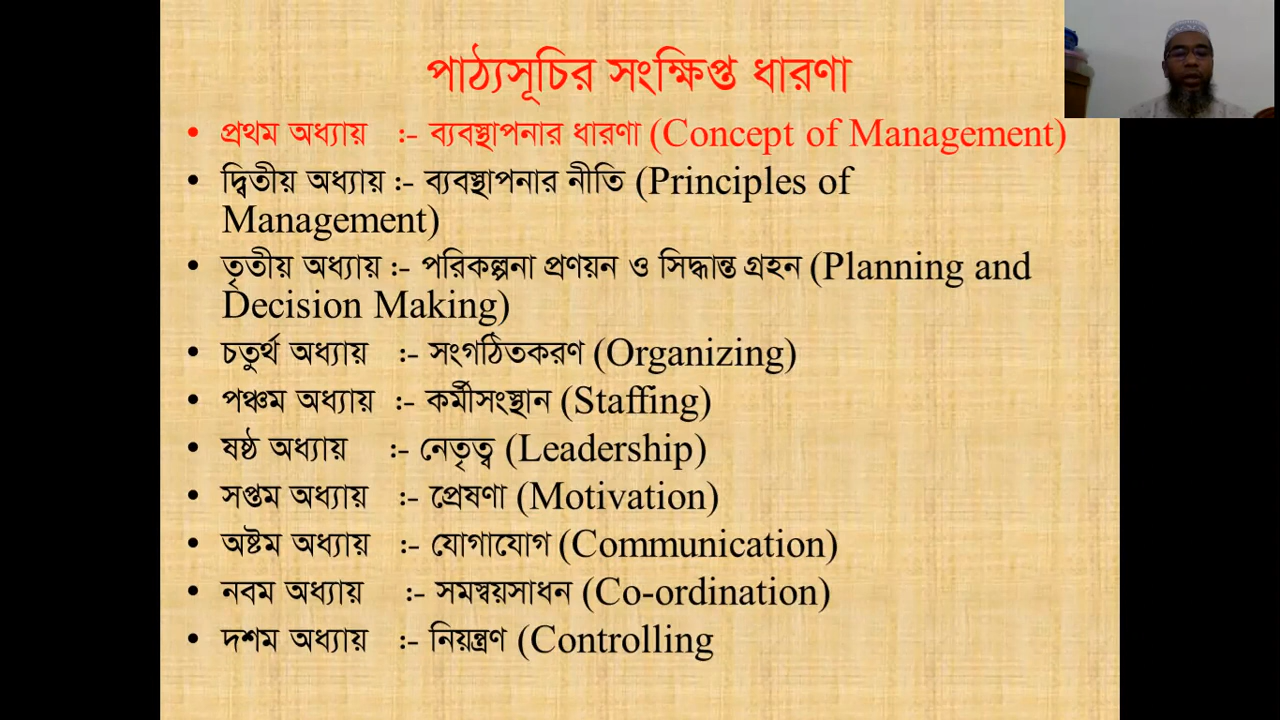 পাঠ্যসূচির সংক্ষিপ্ত ধারণা
• প্রথম অধ্যায় :- ব্যবস্থাপনার ধারণা (Concept of Management)
• দ্বিতীয় অধ্যায় :- ব্যবস্থাপনার নীতি (Principles of
Management)
• তৃতীয় অধ্যায় :- পরিকল্পনা প্রণয়ন ও সিদ্ধান্ত গ্রহন (Planning and
Decision Making)
• চতুর্থ অধ্যায় :- সংগঠিতকরণ (Organizing)
• পঞ্চম অধ্যায় :- কর্মীসংস্থান (Staffing)
• ষষ্ঠ অধ্যায় :- নেতৃত্ব (Leadership)
• সপ্তম অধ্যায় :- প্রেষণা (Motivation)
• অষ্টম অধ্যায় :- যোগাযোগ (Communication)
• নবম অধ্যায় :- সমন্বয়সাধন (Co-ordination)
• দশম অধ্যায় :- নিয়ন্ত্রণ (Controlling